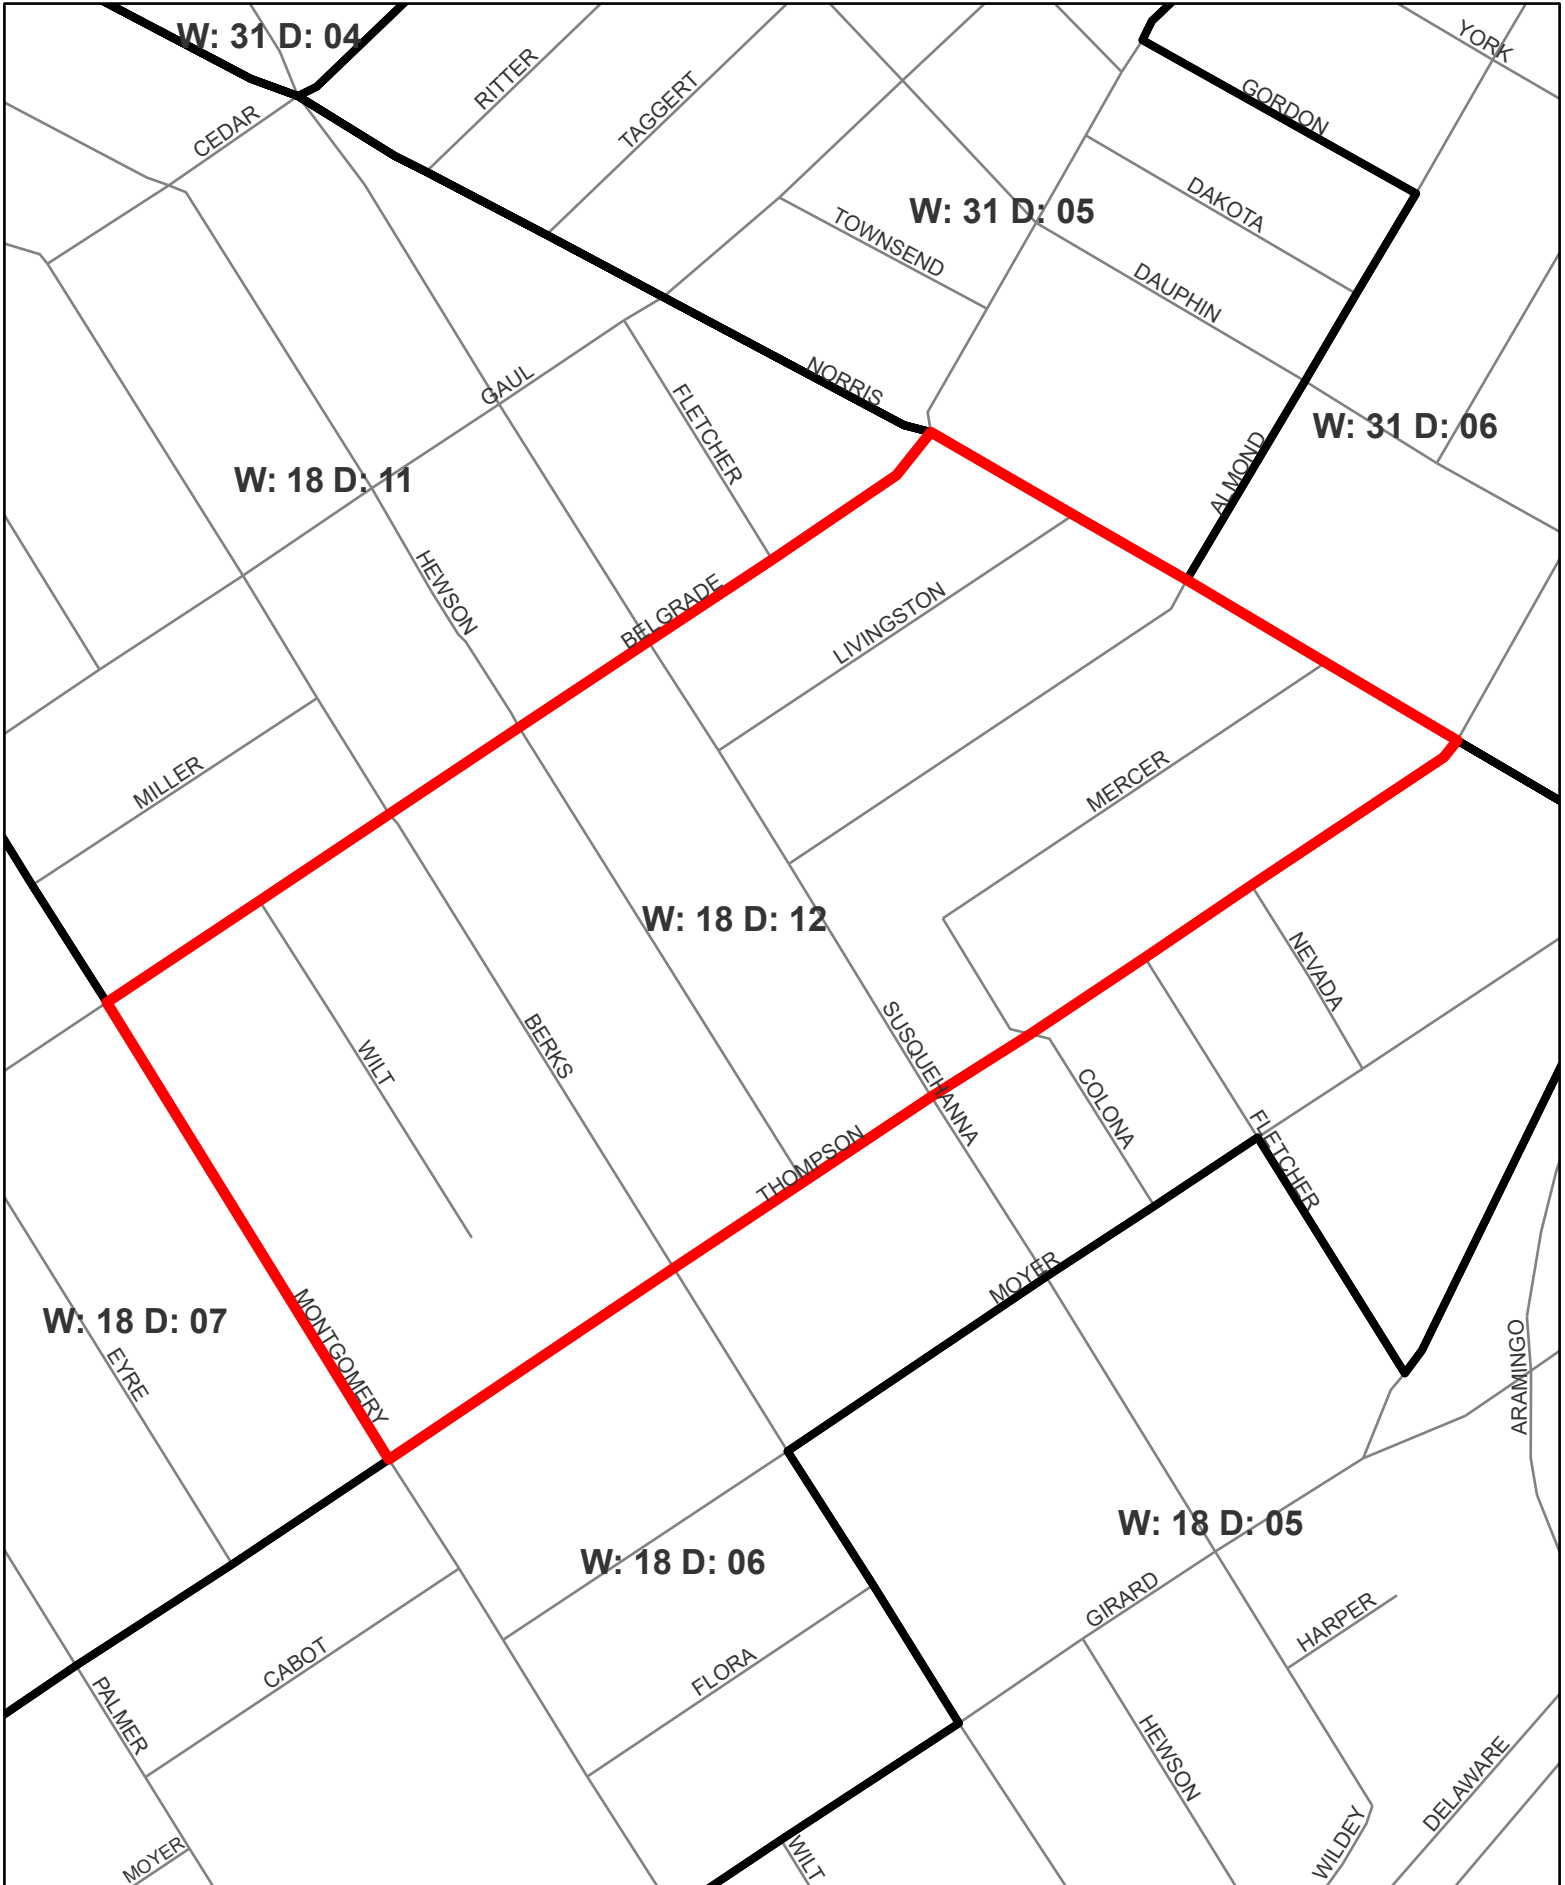 W: 31 D: 04
YORK
RITTER
CEDAR
TAGGERT
GORDON
DAKOTA
W: 31 D: 05
TOWNSEND
DAUPHIN
NORRIS
GAUL
FLETCHER
W: 31 D: 06
ALMOND
W: 18 D: 11
HEWSON
BELGRADE
LIVINGSTON
MILLER
MERCER
W: 18 D: 12
NEVADA
SUSQUEHANNA
BERKS
WILT
COLONA
THOMPSON
FLETCHER
MOYER
W: 18 D: 07
MONTGOMERY
EYRE
ARAMINGO
W: 18 D: 05
W: 18 D: 06
GIRARD
HARPER
CABOT
FLORA
PALMER
HEWSON
DELAWARE
WILDEY
MOYER
WILT